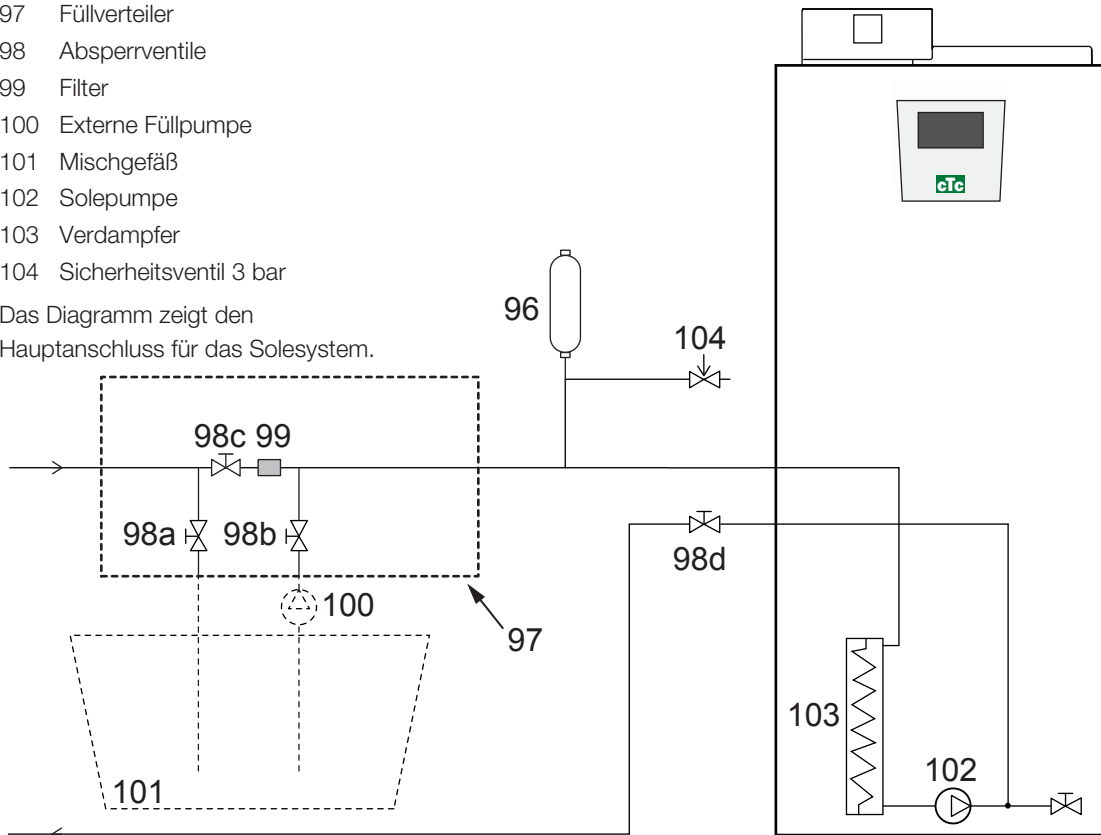 97 Füllverteiler
98 Absperrventile
99 Filter
100 Externe Füllpumpe
101 Mischgefäß
102 Solepumpe
103 Verdampfer
104 Sicherheitsventil 3 bar
Das Diagramm zeigt den
Hauptanschluss für das Solesystem.
cTc
96
104
98c 99
98a
98b
98d
100
97
103
102
101